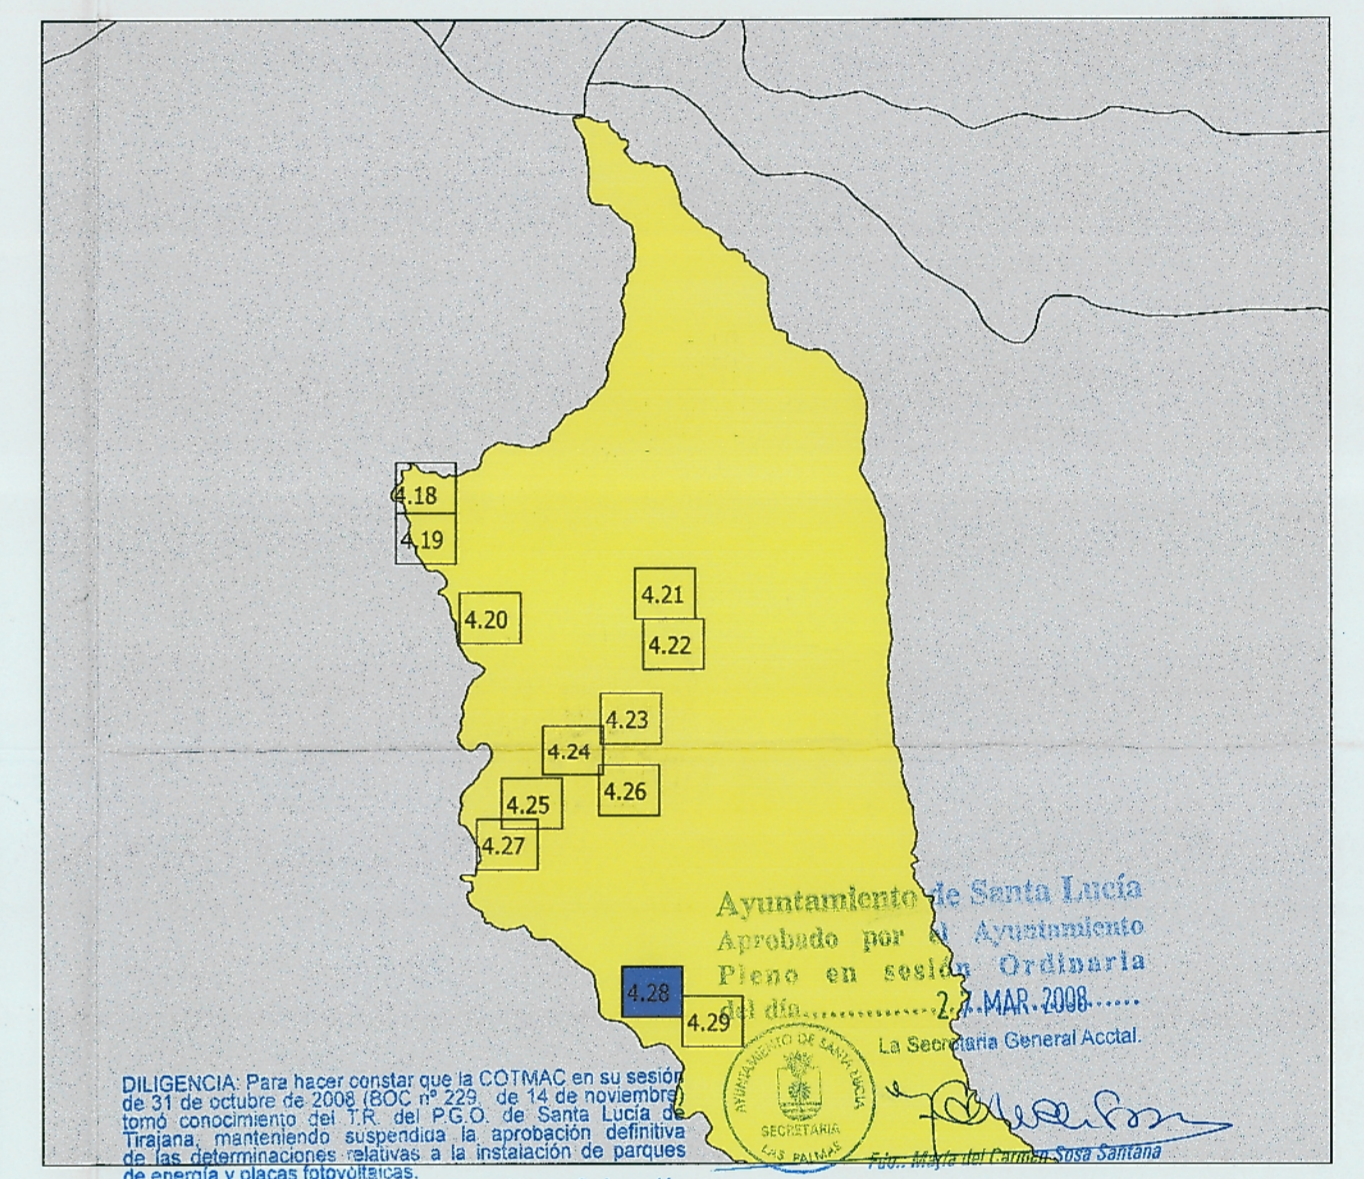 4.18
4.19
4.20
4.21
4.22
4.23
4.24
4.26
4.25
4.27
4.28
4.29
Ayuntamiento de Santa Lucía
Aprobado por el Ayuntamiento
Pleno en sesión Ordinaria
del día..................27 MAR. 2008......
La Secretaria General Acctal.
AYUNTAMIENTO DE SANTA LUCIA
SECRETARIA
LAS PALMAS
Fdo.: María del Carmen Sosa Santana
DILIGENCIA: Para hacer constar que la COTMAC en su sesión
de 31 de octubre de 2008 (BOC nº 229, de 14 de noviembre)
tomó conocimiento del T.R. del P.G.O. de Santa Lucía de
Tirajana, manteniendo suspendida la aprobación definitiva
de las determinaciones relativas a la instalación de parques
de energía y placas fotovoltaicas.